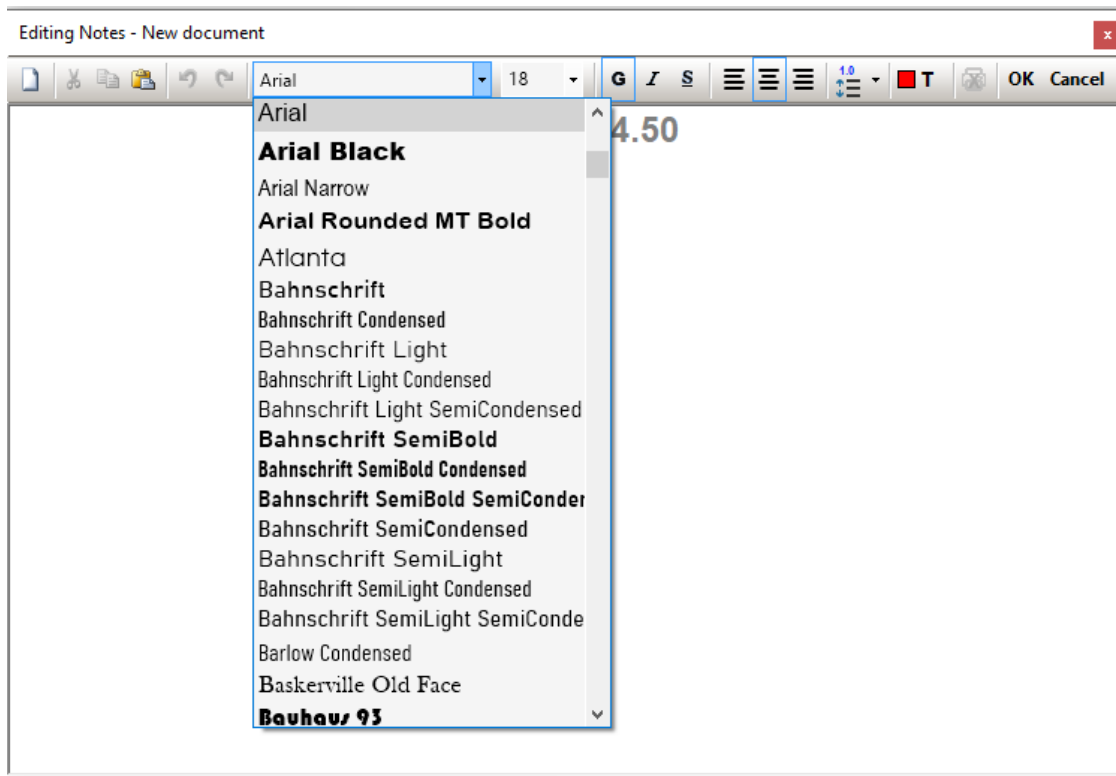 Editing Notes - New document
x
Arial 18 G I S 1.0 T OK Cancel
4.50
Arial
Arial Black
Arial Narrow
Arial Rounded MT Bold
Atlanta
Bahnschrift
Bahnschrift Condensed
Bahnschrift Light
Bahnschrift Light Condensed
Bahnschrift Light SemiCondensed
Bahnschrift SemiBold
Bahnschrift SemiBold Condensed
Bahnschrift SemiBold SemiConder
Bahnschrift SemiCondensed
Bahnschrift SemiLight
Bahnschrift SemiLight Condensed
Bahnschrift SemiLight SemiConde
Barlow Condensed
Baskerville Old Face
Bauhaus 93